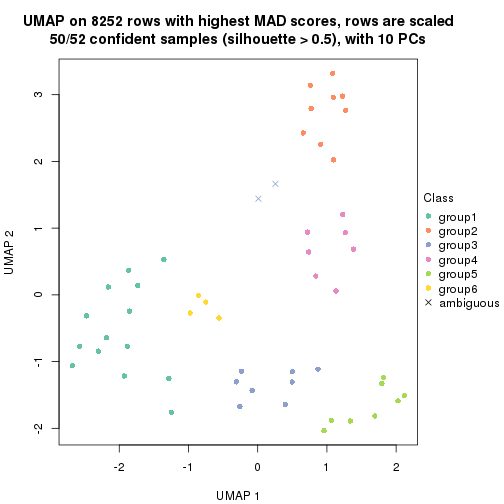 UMAP on 8252 rows with highest MAD scores, rows are scaled
50/52 confident samples (silhouette > 0.5), with 10 PCs
3
2
1
0
-1
-2
UMAP 2
-2
-1
0
1
2
UMAP 1
Class
group1
group2
group3
group4
group5
group6
ambiguous